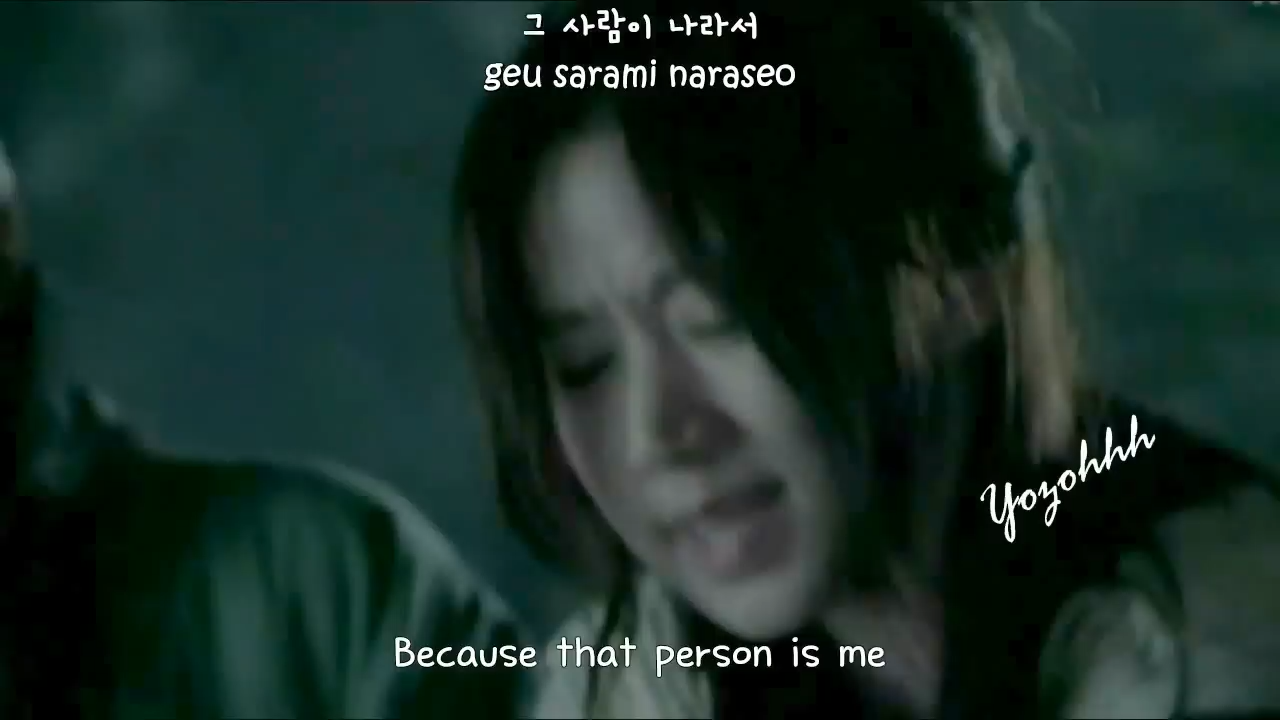 그 사람이 나라서
geu sarami naraseo
Yozohhh
Because that person is me